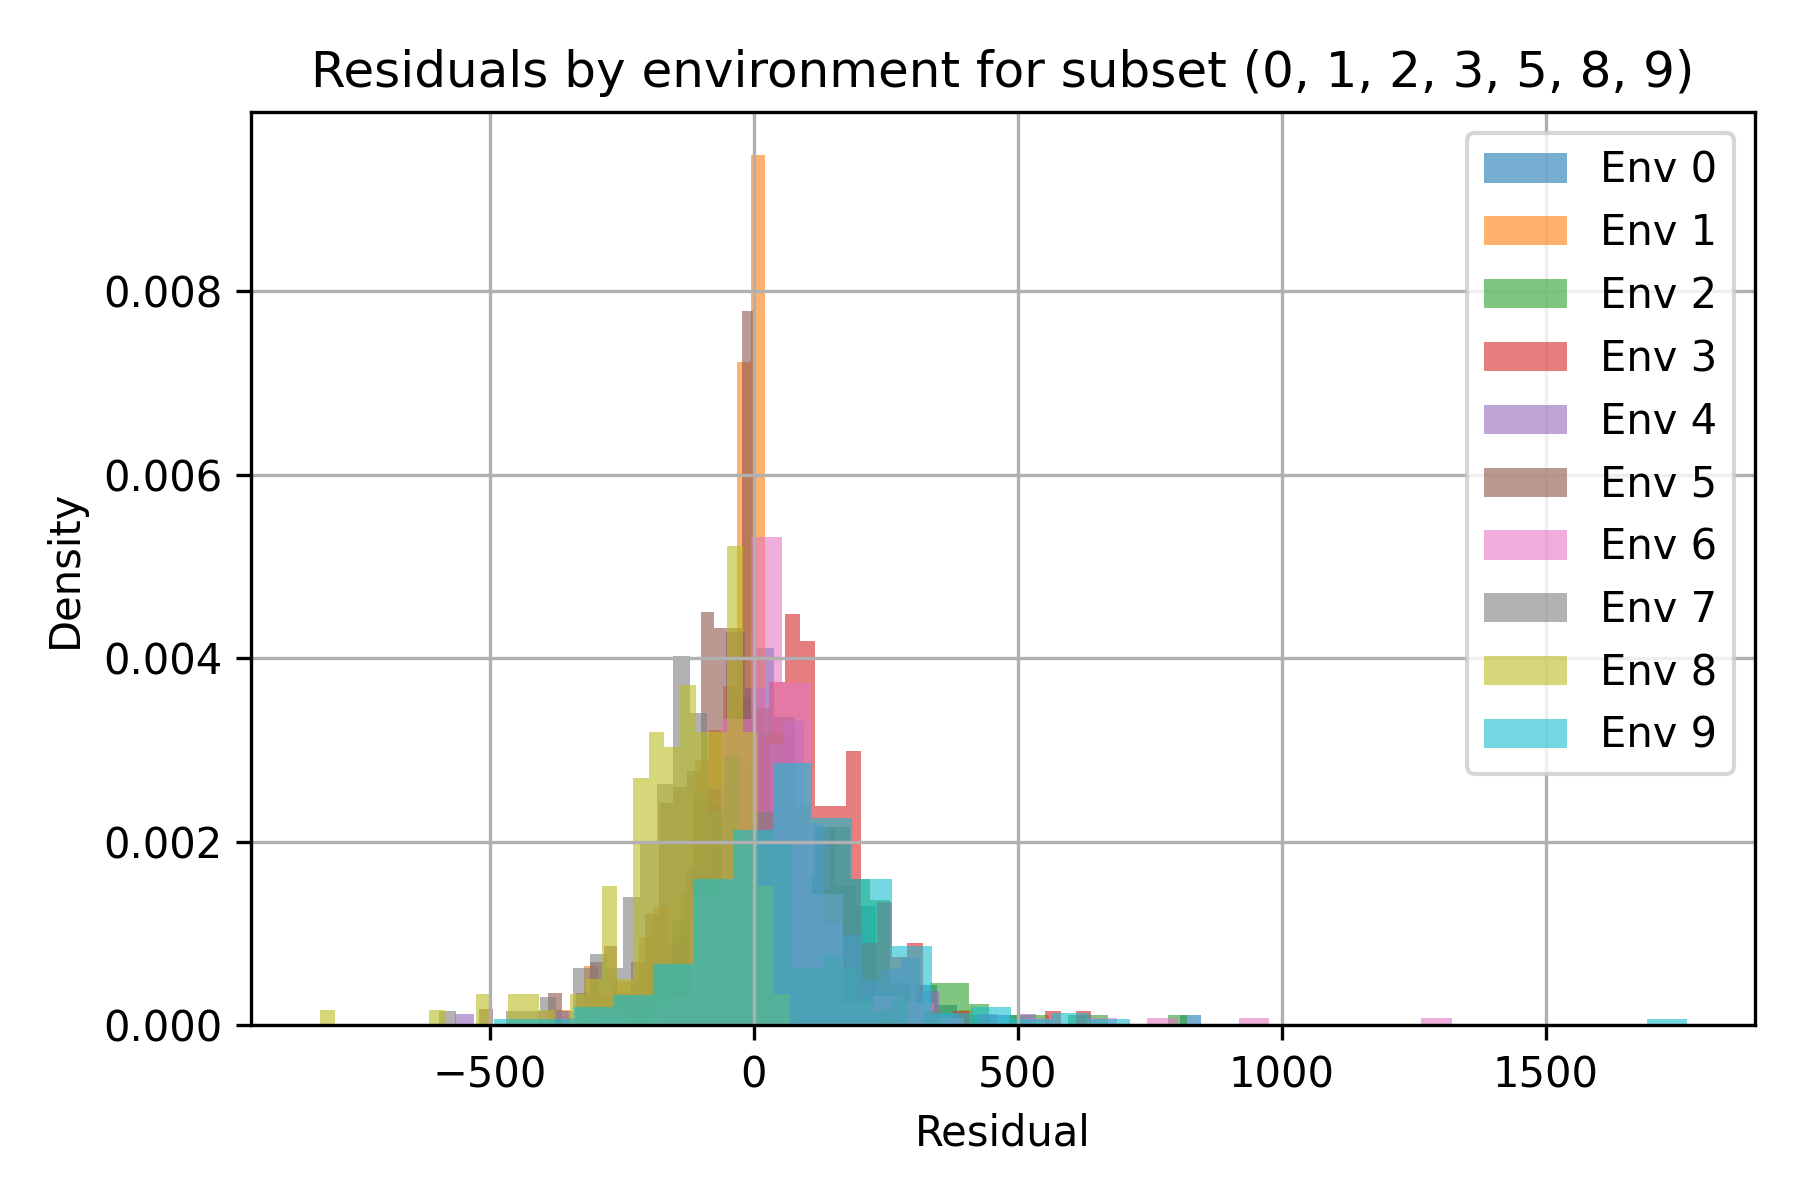 Residuals by environment for subset (0, 1, 2, 3, 5, 8, 9)
Env 0
Env 1
Env 2
Env 3
Env 4
Env 5
Env 6
Env 7
Env 8
Env 9
Density
0.008
0.006
0.004
0.002
0.000
−500
0
500
1000
1500
Residual